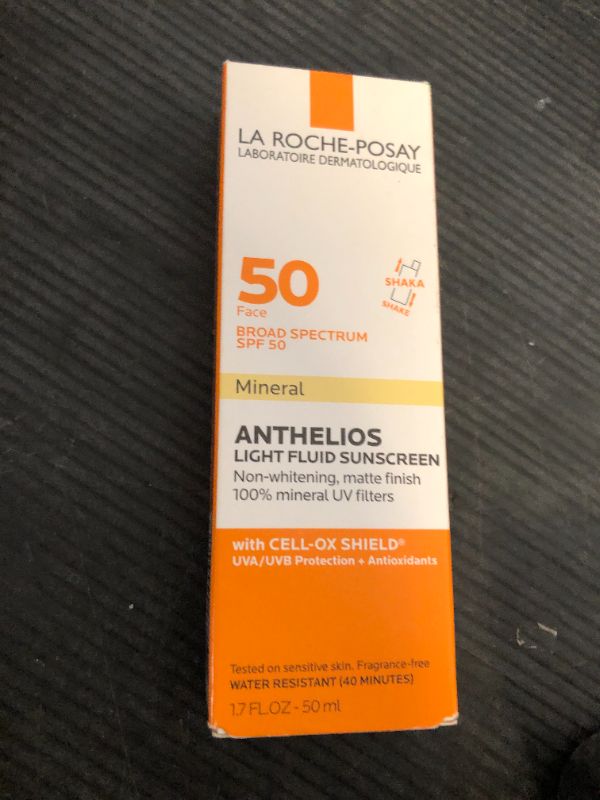 LA ROCHE-POSAY
LABORATOIRE DERMATOLOGIQUE
50
Face
BROAD SPECTRUM
SPF 50
SHAKA
SHAKE
Mineral
ANTHELIOS
LIGHT FLUID SUNSCREEN
Non-whitening, matte finish
100% mineral UV filters
with CELL-OX SHIELD®
UVA/UVB Protection + Antioxidants
Tested on sensitive skin. Fragrance-free
WATER RESISTANT (40 MINUTES)
1.7 FL.OZ - 50 ml